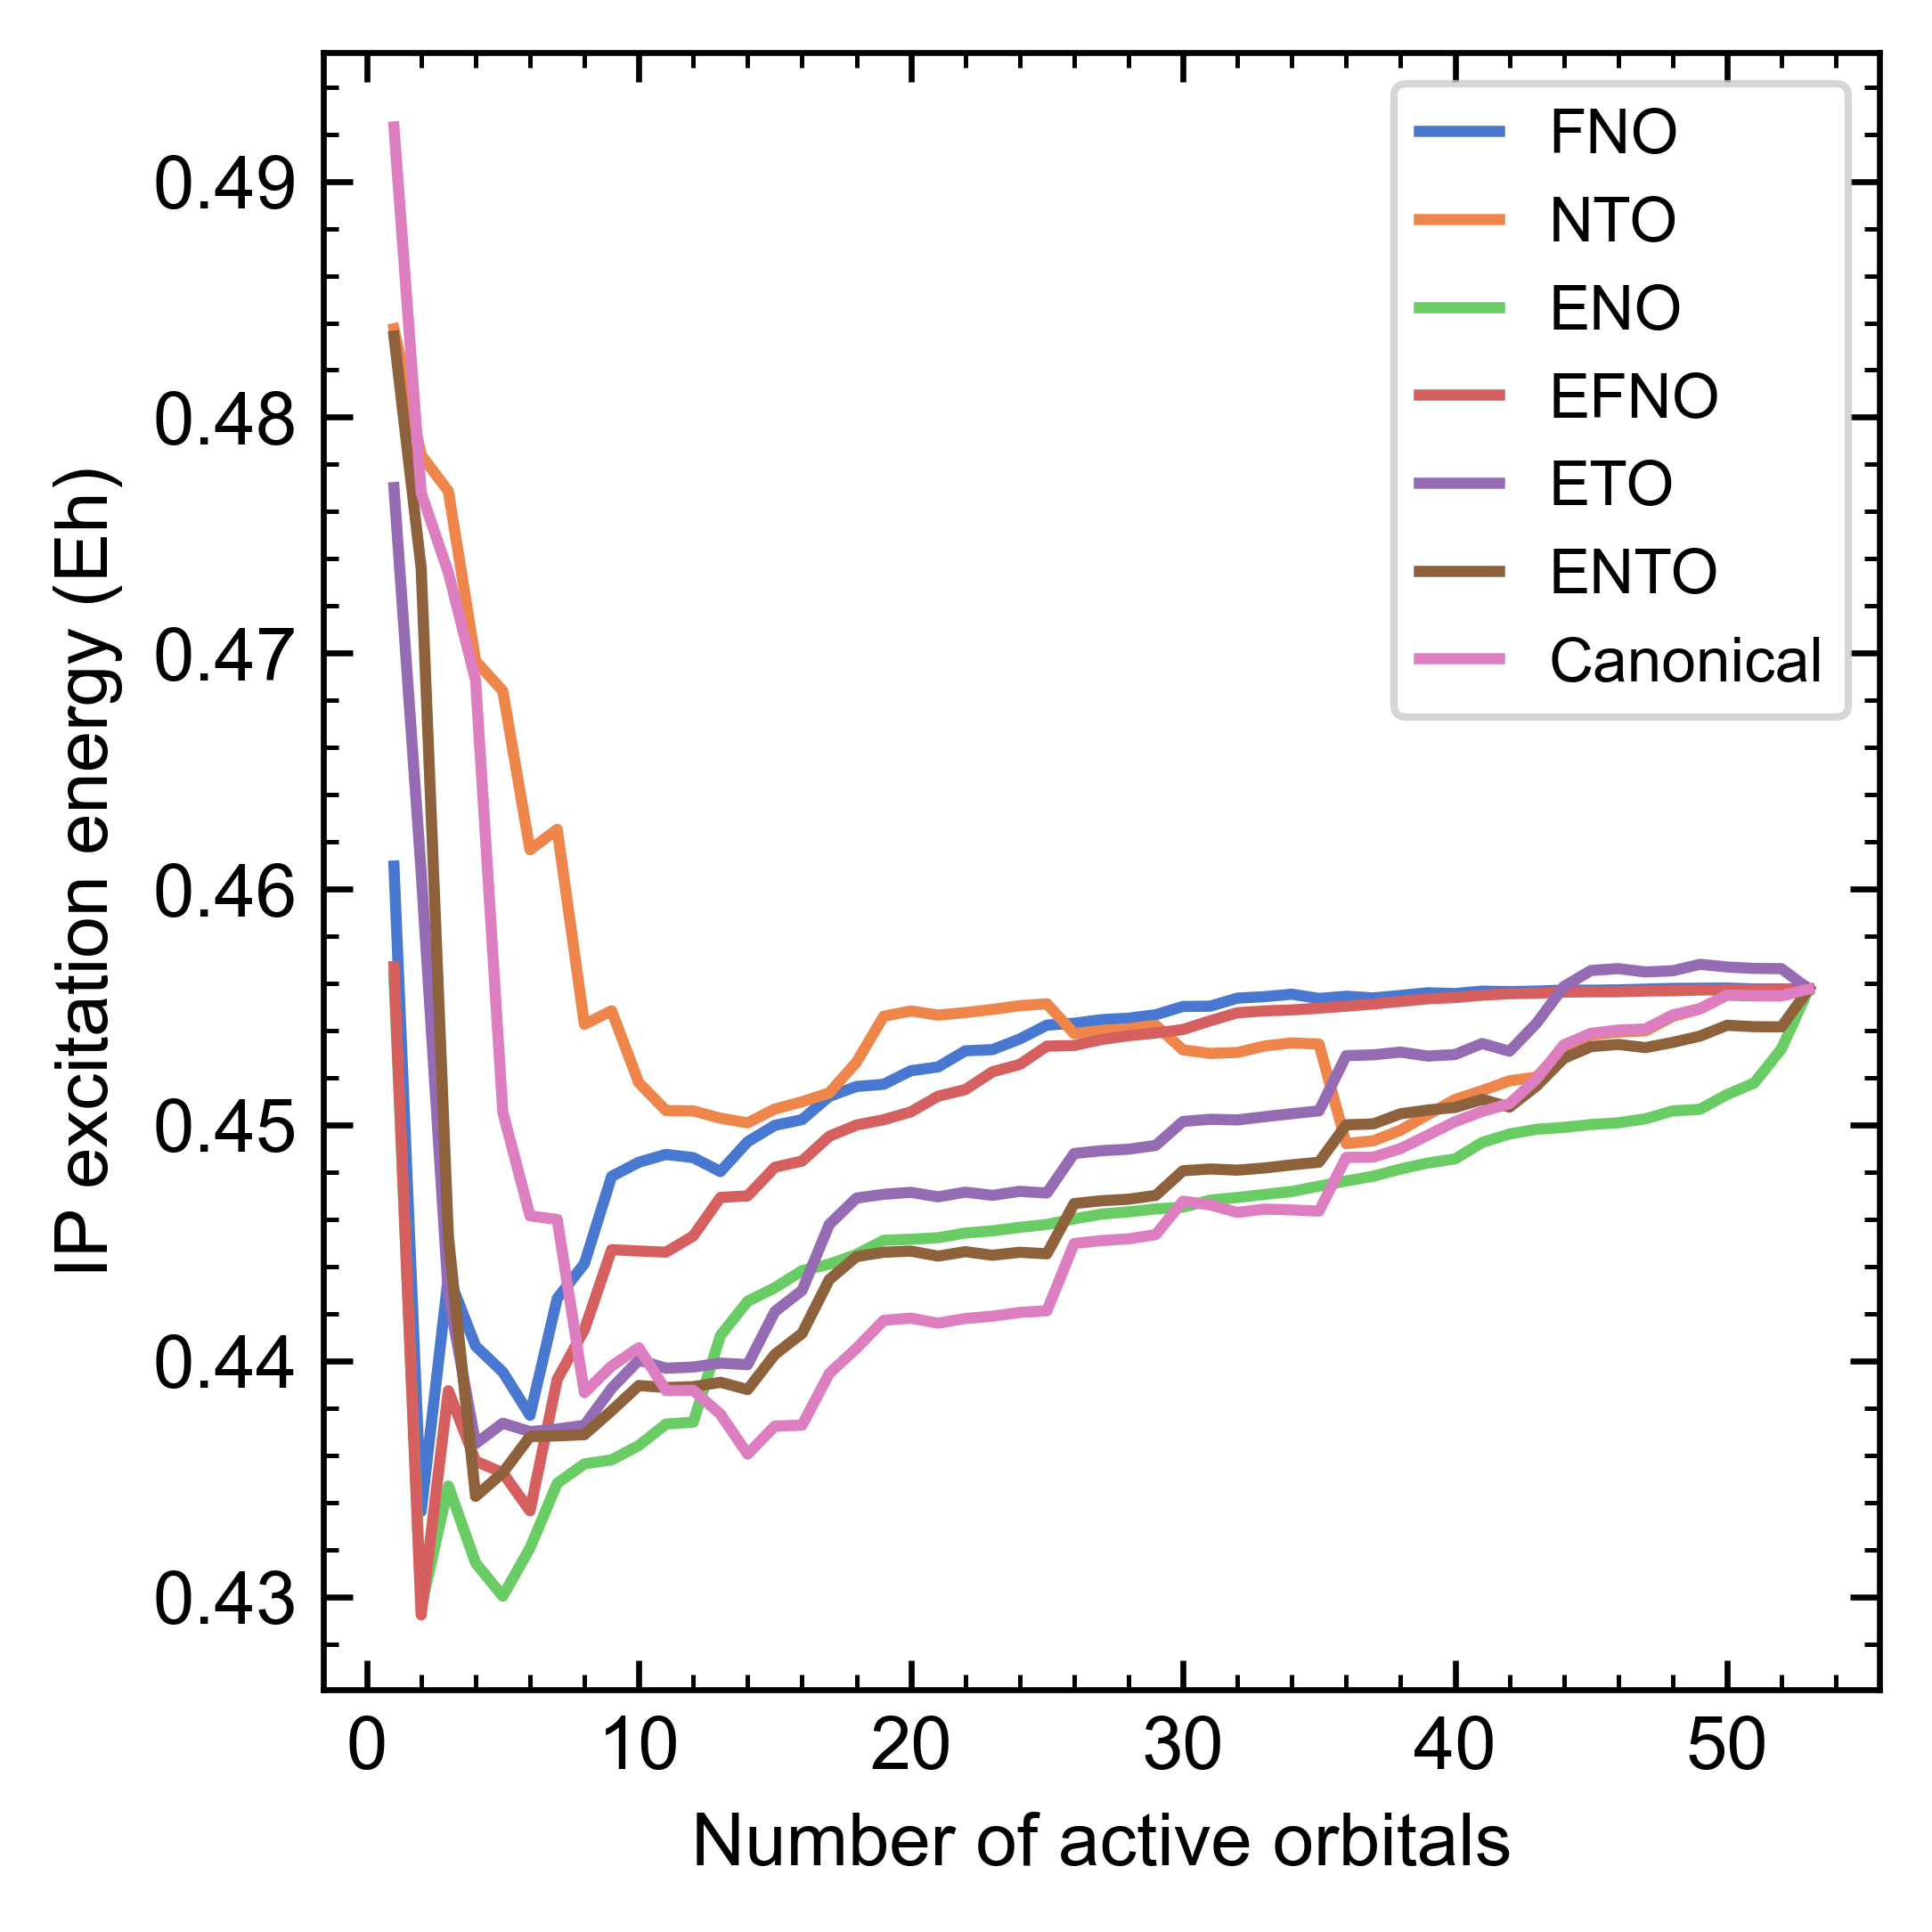 FNO
NTO
ENO
EFNO
ETO
ENTO
Canonical
0.49
0.48
0.47
0.46
0.45
0.44
0.43
IP excitation energy (Eh)
0 10 20 30 40 50
Number of active orbitals